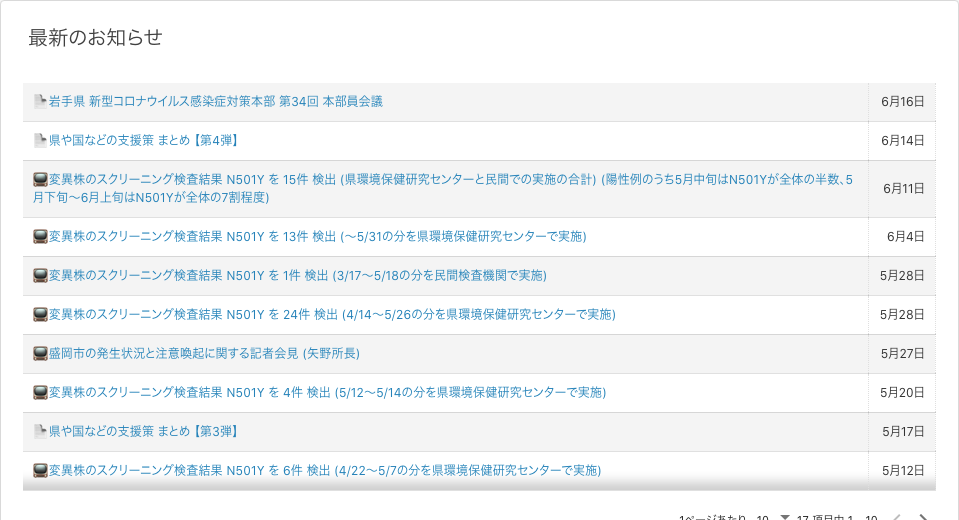 最新のお知らせ
岩手県 新型コロナウイルス感染症対策本部 第34回 本部員会議
6月16日
県や国などの支援策 まとめ【第4弾】
6月14日
変異株のスクリーニング検査結果 N501Y を 15件 検出 (県環境保健研究センターと民間での実施の合計) (陽性例のうち5月中旬はN501Yが全体の半数、5
月下旬〜6月上旬はN501Yが全体の7割程度)
6月11日
変異株のスクリーニング検査結果 N501Y を 13件 検出 (〜5/31の分を県環境保健研究センターで実施)
6月4日
変異株のスクリーニング検査結果 N501Y を 1件 検出 (3/17〜5/18の分を民間検査機関で実施)
5月28日
変異株のスクリーニング検査結果 N501Y を 24件 検出 (4/14〜5/26の分を県環境保健研究センターで実施)
5月28日
盛岡市の発生状況と注意喚起に関する記者会見 (矢野所長)
5月27日
変異株のスクリーニング検査結果 N501Y を 4件 検出 (5/12〜5/14の分を県環境保健研究センターで実施)
5月20日
県や国などの支援策 まとめ【第3弾】
5月17日
変異株のスクリーニング検査結果 N501Y を 6件 検出 (4/22〜5/7の分を県環境保健研究センターで実施)
5月12日
1ページあたり 10 17 項目中 1 – 10